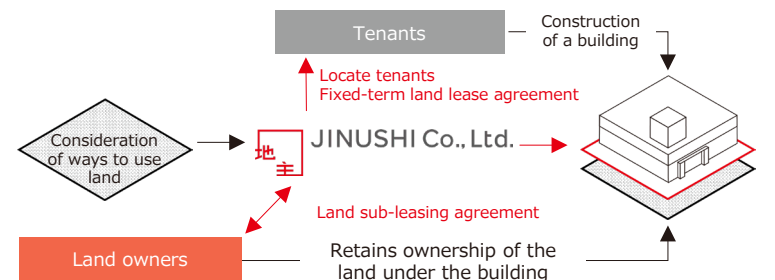 Tenants
Construction
of a building
Locate tenants
Fixed-term land lease agreement
Consideration
of ways to use
land
地主
JINUSHI Co., Ltd.
Land sub-leasing agreement
Land owners
Retains ownership of the
land under the building